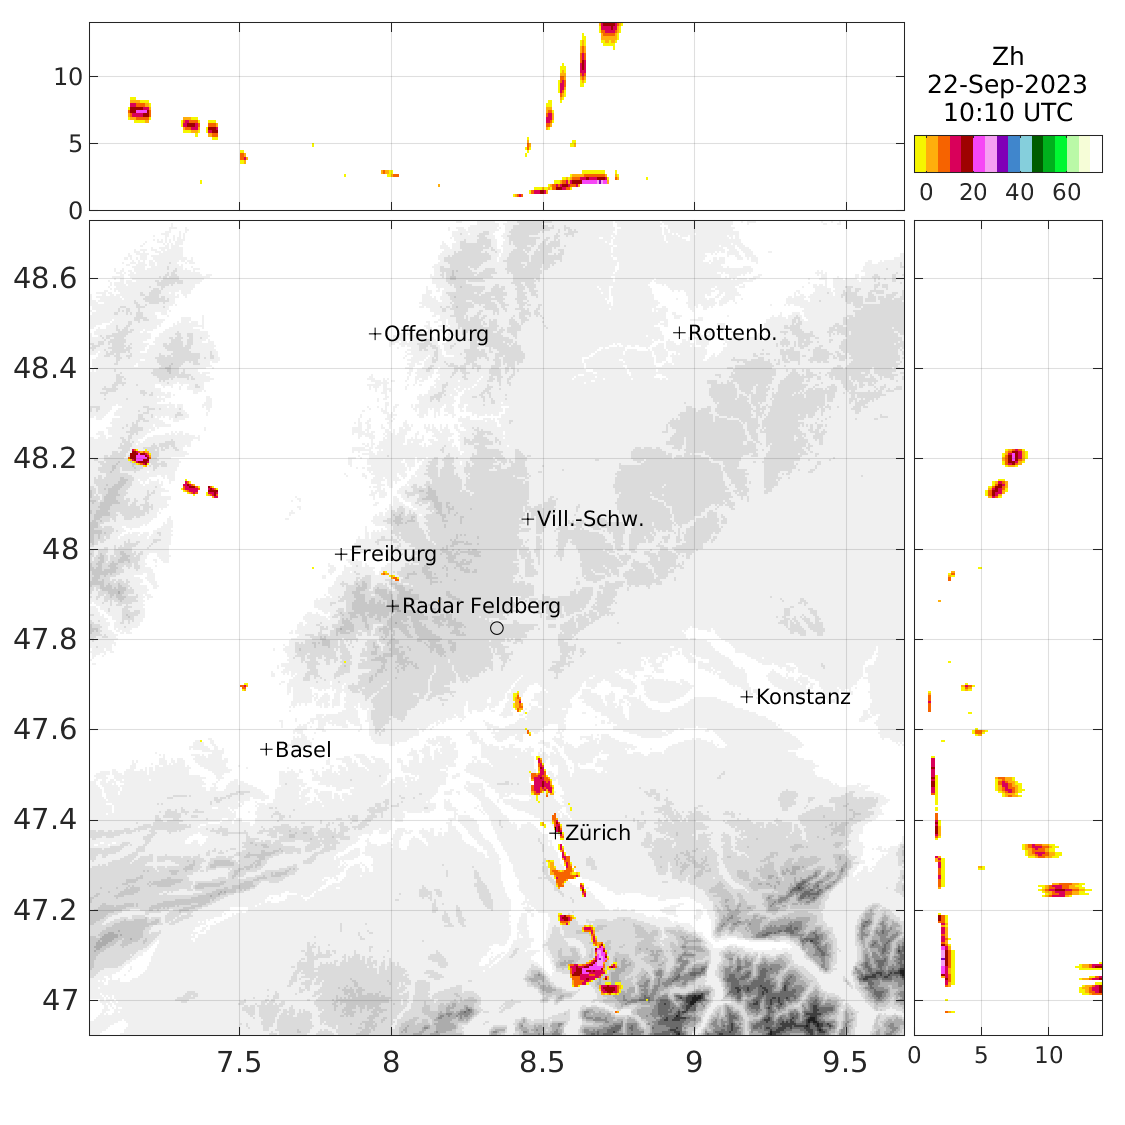 10
5
0
Zh
22-Sep-2023
10:10 UTC
0 20 40 60
48.6
48.4
48.2
48
47.8
47.6
47.4
47.2
47
Offenburg
Rottenb.
Vill.-Schw.
Freiburg
Radar Feldberg
Konstanz
Basel
Zürich
7.5 8 8.5 9 9.5
0 5 10